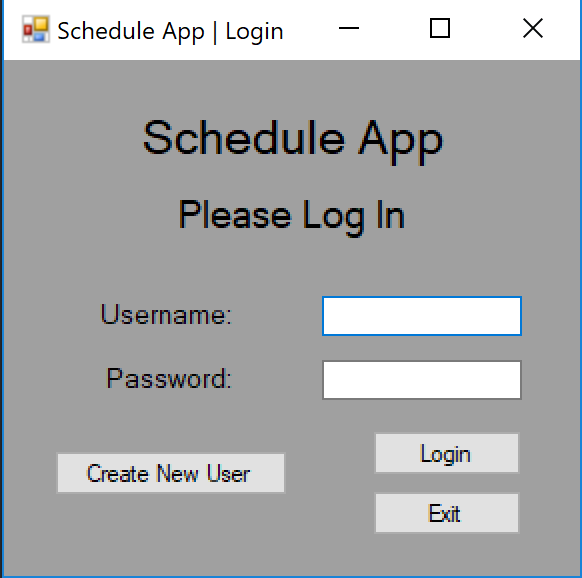 Schedule App | Login
Schedule App
Please Log In
Username:
Password:
Create New User
Login
Exit